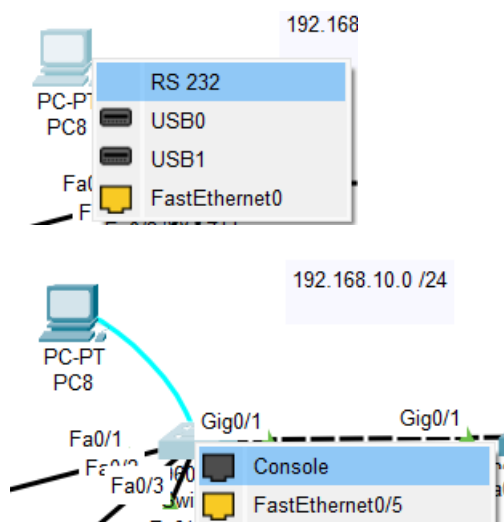 192.168
RS 232
PC-PT
PC8
USB0
USB1
FastEthernet0
192.168.10.0 /24
PC-PT
PC8
Gig0/1
Gig0/1
Fa0/1
Fa0/3
Console
FastEthernet0/5